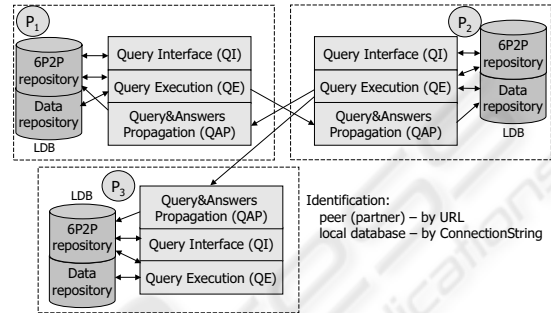 P1
6P2P
repository
Data
repository
LDB
Query Interface (QI)
Query Execution (QE)
Query&Answers
Propagation (QAP)
P2
Query Interface (QI)
Query Execution (QE)
Query&Answers
Propagation (QAP)
6P2P
repository
Data
repository
LDB
P3
LDB
6P2P
repository
Data
repository
Query&Answers
Propagation (QAP)
Query Interface (QI)
Query Execution (QE)
Identification:
peer (partner) – by URL
local database – by ConnectionString